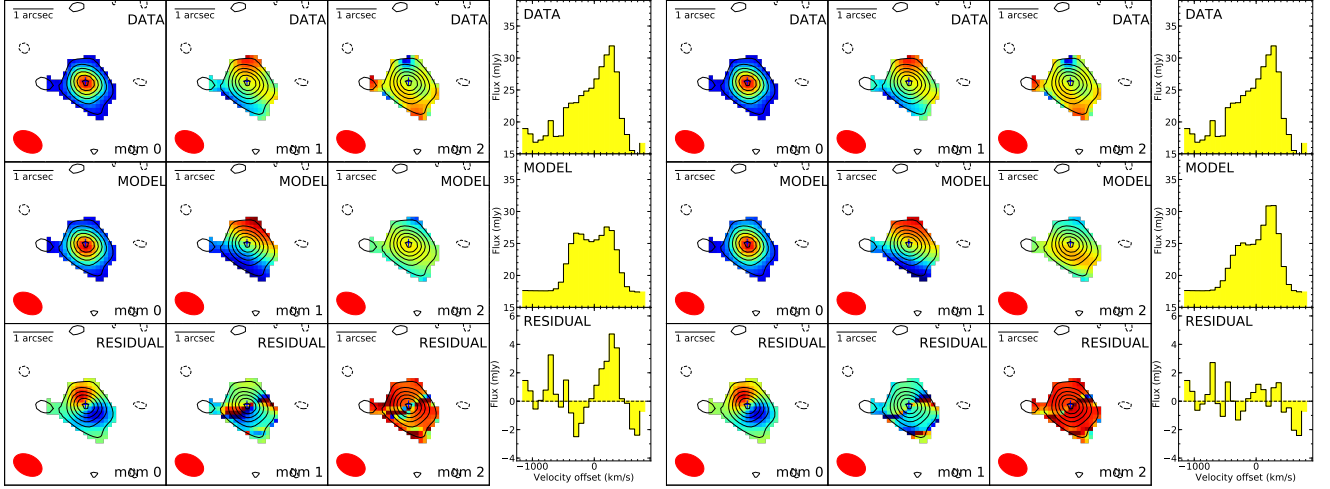 1 arcsec DATA
1 arcsec DATA
1 arcsec DATA
DATA
mom 0
mom 1
mom 2
35
30
25
20
15
Flux (mJy)
1 arcsec MODEL
1 arcsec MODEL
1 arcsec MODEL
MODEL
mom 0
mom 1
mom 2
35
30
25
20
15
Flux (mJy)
1 arcsec RESIDUAL
1 arcsec RESIDUAL
1 arcsec RESIDUAL
RESIDUAL
mom 0
mom 1
mom 2
6
4
2
0
−2
−4
Flux (mJy)
−1000 0
Velocity offset (km/s)
1 arcsec DATA
1 arcsec DATA
1 arcsec DATA
DATA
mom 0
mom 1
mom 2
35
30
25
20
15
Flux (mJy)
1 arcsec MODEL
1 arcsec MODEL
1 arcsec MODEL
MODEL
mom 0
mom 1
mom 2
35
30
25
20
15
Flux (mJy)
1 arcsec RESIDUAL
1 arcsec RESIDUAL
1 arcsec RESIDUAL
RESIDUAL
mom 0
mom 1
mom 2
6
4
2
0
−2
−4
Flux (mJy)
−1000 0
Velocity offset (km/s)